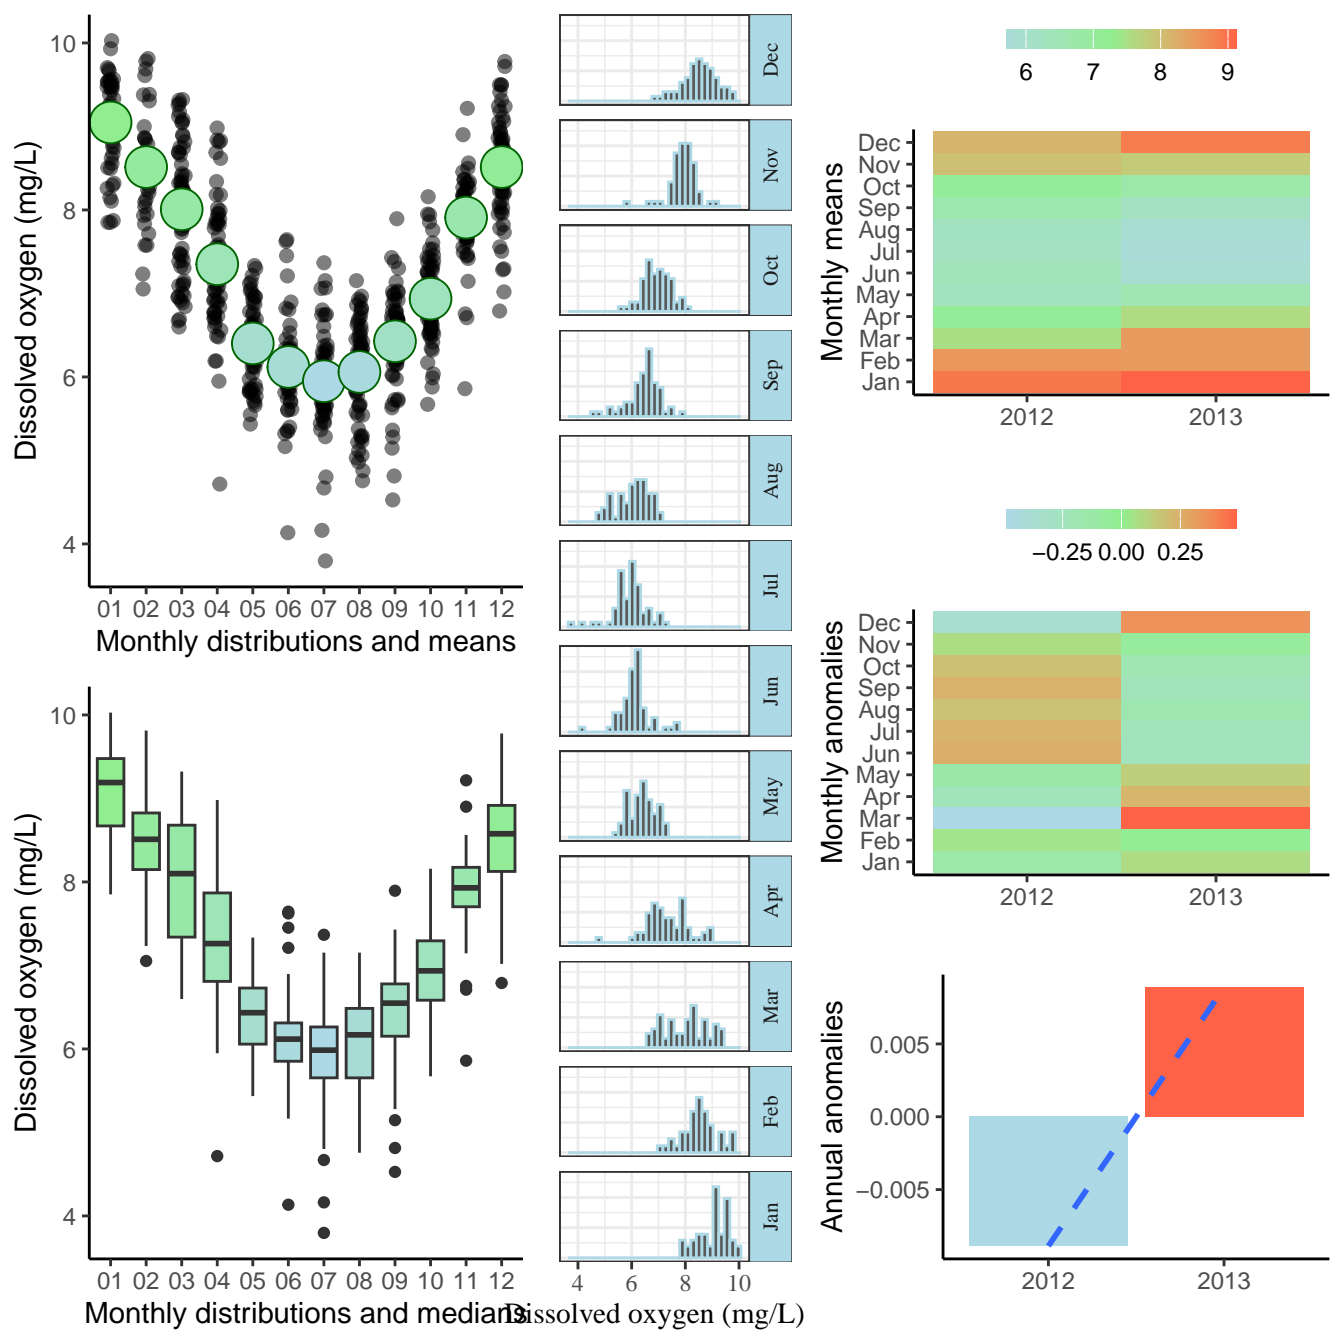 Dissolved oxygen (mg/L)
10
8
6
4
01 02 03 04 05 06 07 08 09 10 11 12
Monthly distributions and means
Dissolved oxygen (mg/L)
10
8
6
4
01 02 03 04 05 06 07 08 09 10 11 12
Monthly distributions and medians
Dec
Nov
Oct
Sep
Aug
Jul
Jun
May
Apr
Mar
Feb
Jan
4 6 8 10
Dissolved oxygen (mg/L)
6 7 8 9
Monthly means
Dec
Nov
Oct
Sep
Aug
Jul
Jun
May
Apr
Mar
Feb
Jan
2012 2013
−0.25 0.00 0.25
Monthly anomalies
Dec
Nov
Oct
Sep
Aug
Jul
Jun
May
Apr
Mar
Feb
Jan
2012 2013
Annual anomalies
0.005
0.000
−0.005
2012 2013